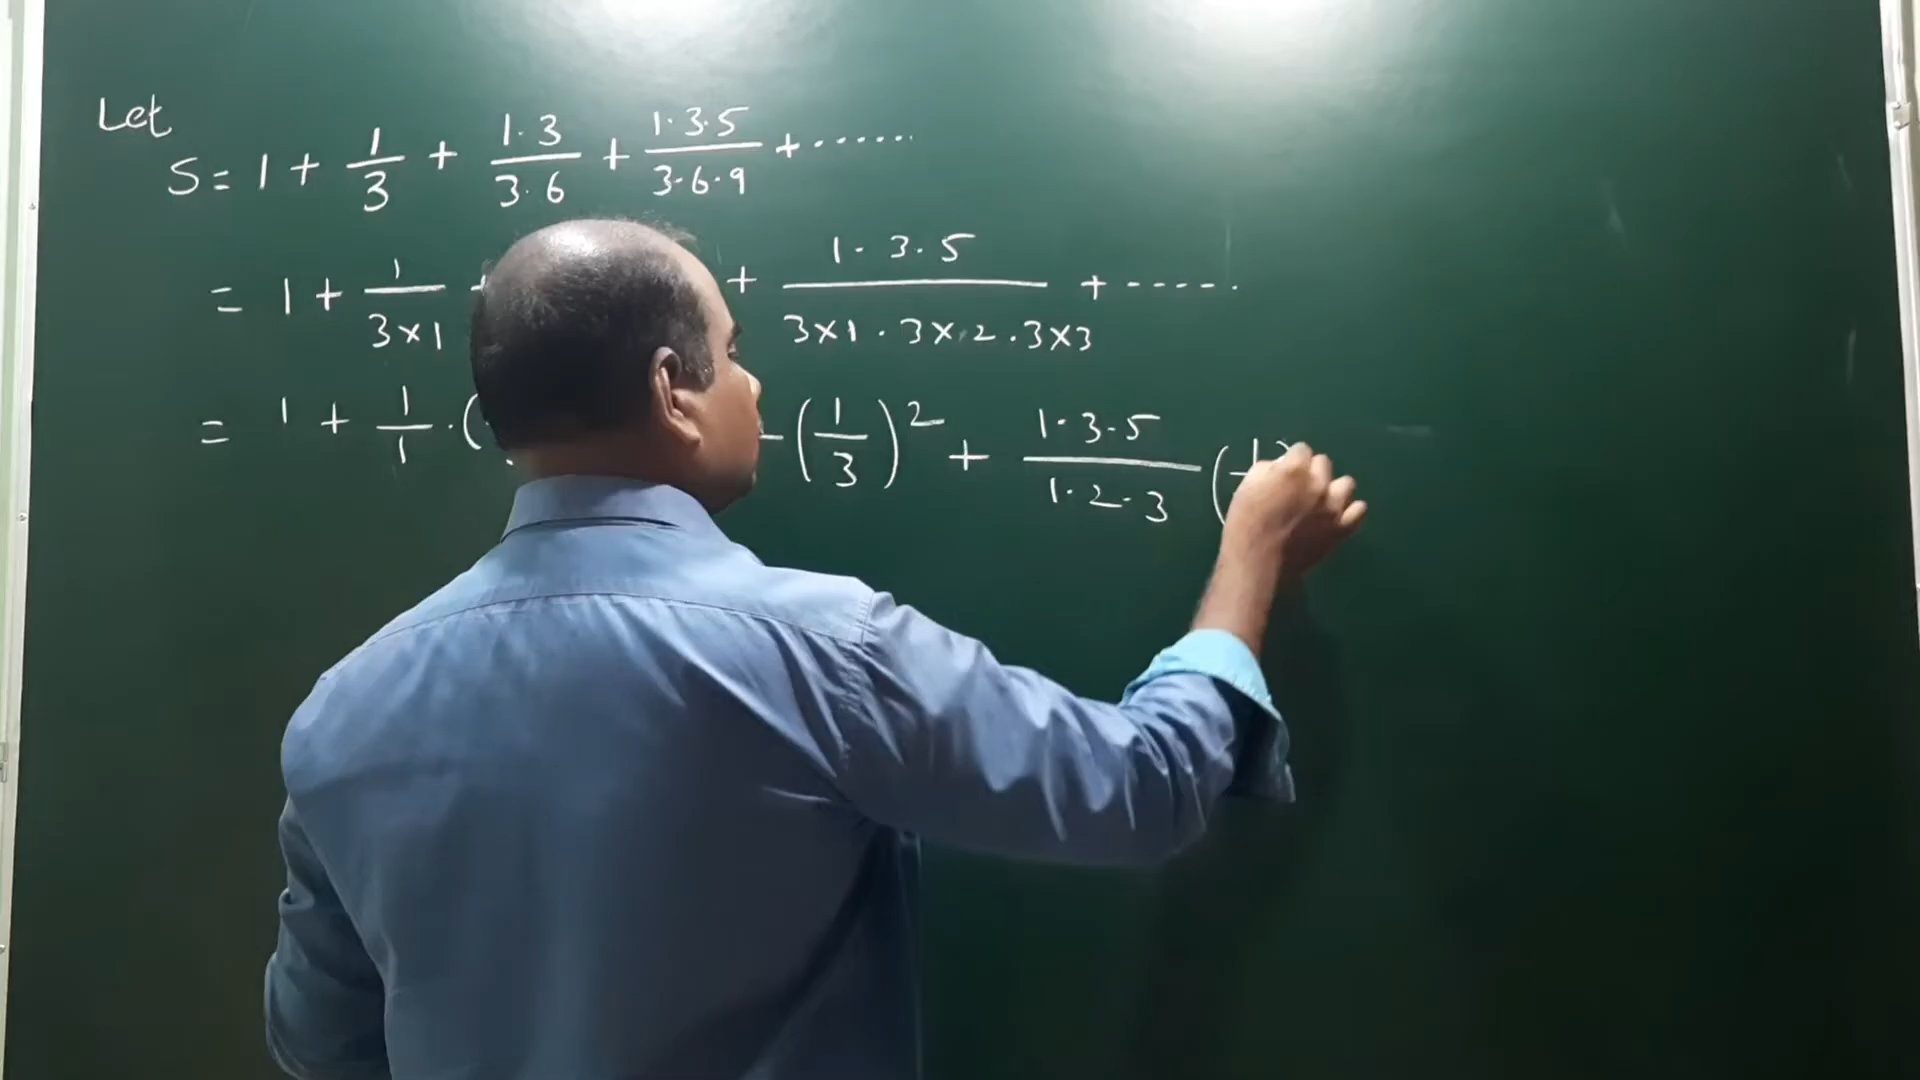 Let
S = 1 + 1/3 + 1·3/3·6 + 1·3·5/3·6·9 + ······
= 1 + 1/3×1 + 1·3·5/3×1·3×2·3×3 + -----.
= 1 + 1/1·( (1/3)² + 1·3·5/1·2·3 (